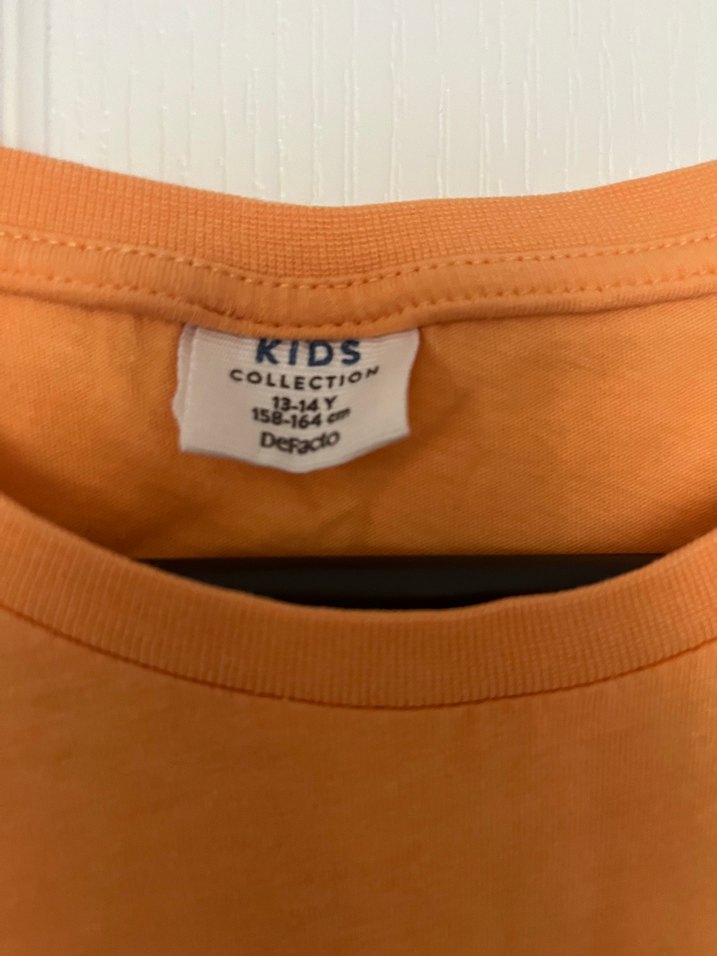 KIDS
COLLECTION
13-14 Y
158-164 cm
DeFacto